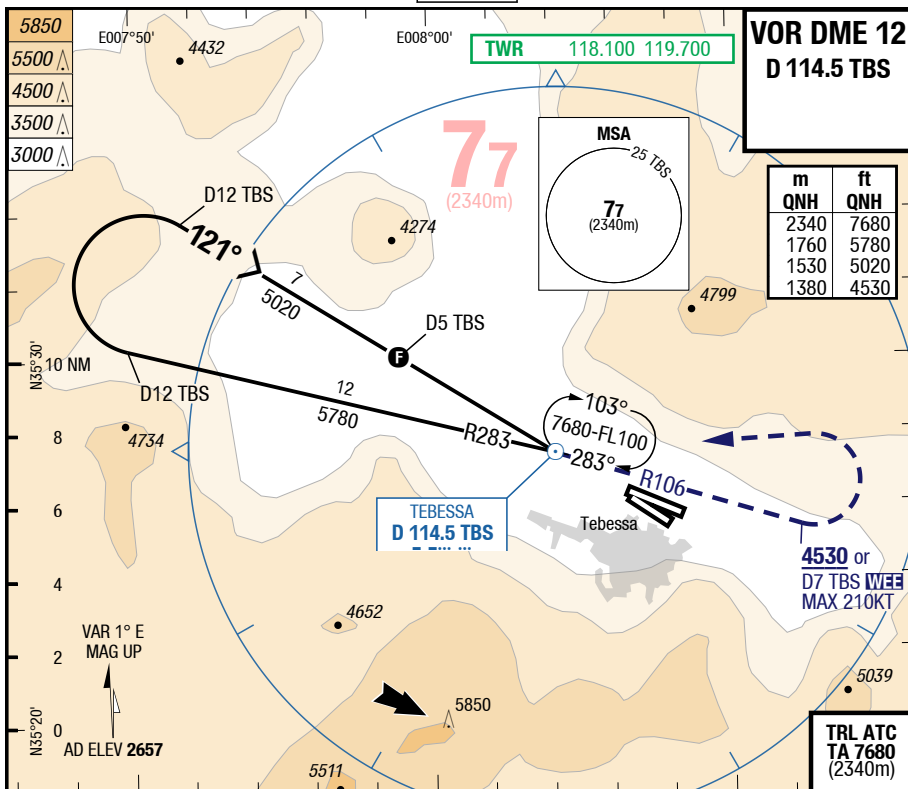 5850
5500
4500
3500
3000
E007°50'
4432
E008°00'
TWR 118.100 119.700
VOR DME 12
D 114.5 TBS
77
(2340m)
MSA
25 TBS
77
(2340m)
m ft
QNH QNH
2340 7680
1760 5780
1530 5020
1380 4530
D12 TBS
121°
4274
7
5020
4799
D5 TBS
F
N35°30'
10 NM
D12 TBS
12
5780
R283
103°
7680-FL100
283°
4734
8
R106
6
TEBESSA
D 114.5 TBS
Tebessa
4530 or
D7 TBS WEE
MAX 210KT
4
4652
VAR 1° E
MAG UP
2
5039
5850
N35°20'
0
AD ELEV 2657
5511
TRL ATC
TA 7680
(2340m)